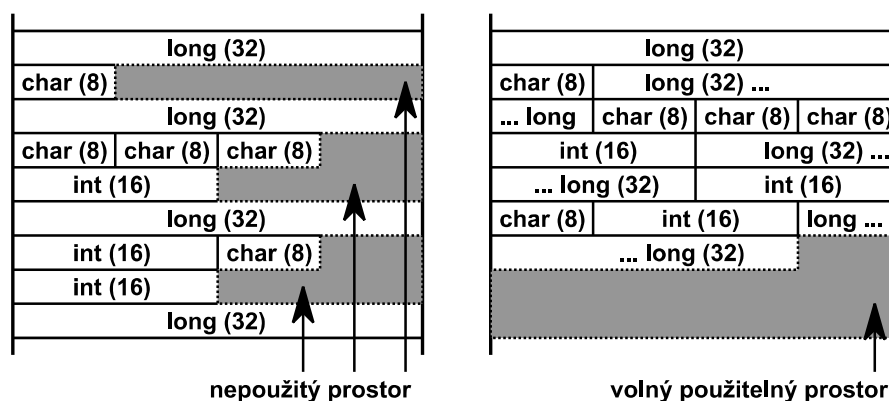 long (32)
char (8)
long (32)
char (8) char (8) char (8)
int (16)
long (32)
int (16) char (8)
int (16)
long (32)
nepoužitý prostor
long (32)
char (8) long (32) ...
... long char (8) char (8) char (8)
int (16) long (32) ...
... long (32) int (16)
char (8) int (16) long ...
... long (32)
volný použitelný prostor